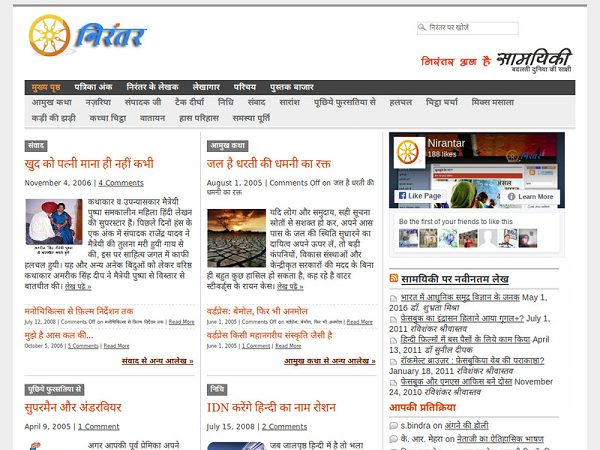 निरंतर
निरंतर पर खोजें
निरंतर अब है सामयिकी
बदलती दुनिया की साक्षी
मुख्य पृष्ठ पत्रिका अंक निरंतर के लेखक लेखागार परिचय पुस्तक बाजार
आमुख कथा नज़रिया संपादक जी टेक दीर्घा निधि संवाद सारांश पूछिये फुरसतिया से हलचल चिट्ठा चर्चा मिक्स मसाला
कड़ी की झड़ी कच्चा चिट्ठा वातायन हास परिहास समस्या पूर्ति
संवाद
खुद को पत्नी माना ही नहीं कभी
November 4, 2006 | 4 Comments
कथाकार व उपन्यासकार मैत्रेयी
पुष्पा समकालीन महिला हिंदी लेखन
की सुपरस्टार हैं। पिछले दिनों हंस के
एक अंक में संपादक राजेंद्र यादव ने
मैत्रेयी की तुलना मरी हुयी गाय से
की, इस पर साहित्य जगत में काफी
हलचल हुयी। यह और अन्य अनेक बिंदुओं को लेकर वरिष्ठ
कथाकार अमरीक सिंह दीप ने मैत्रेयी पुष्पा से विस्तार से
बातचीत की। लेख पढ़ें »
मनोचिकित्सा से फ़िल्म निर्देशन तक
July 12, 2008 | Comments Off on मनोचिकित्सा से फ़िल्म निर्देशन तक | Read More
मुझे है आस कल की…
October 5, 2006 | 5 Comments | Read More
संवाद से अन्य आलेख »
आमुख कथा
जल है धरती की धमनी का रक्त
August 1, 2005 | Comments Off on जल है धरती की
धमनी का रक्त
यदि लोग और समुदाय, सही सूचना
स्रोतों से सशक्त हो कर, अपने आस
पास के जल की स्थिति सुधारने का
दायित्व अपने ऊपर लें, तो बड़ी
कंपनियों, विकास संस्थाओं और
केन्द्रीकृत सरकारों की मदद के बिना
ही बहुत कुछ हासिल हो सकता है, कह रहे है वाटर
स्टीवर्ड्स के रायन केस। लेख पढ़ें »
वर्डप्रेस: बेमोल, फिर भी अनमोल
June 1, 2005 | Comments Off on वर्डप्रेस: बेमोल, फिर भी अनमोल | Read More
वर्डप्रेस किसी महानगरीय संस्कृति जैसी है
June 1, 2005 | 1 Comment | Read More
आमुख कथा से अन्य आलेख »
Nirantar
188 likes
Like Page
Learn More
Be the first of your friends to like this
सामयिकी पर नवीनतम लेख
भारत में आधुनिक समुद्र विज्ञान के जनक May 1,
2016 डॉ. शुभ्रता मिश्रा
फेसबुक का इंद्रासन हिलाने आया गूगल+? July 1,
2011 रविशंकर श्रीवास्तव
हिन्दी फ़िल्मों में बस पैसों के लिये काम किया April
13, 2011 डॉ सुनील दीपक
रॉकमेल्ट ब्राउजर : फेसबुकिया वेब की पराकाष्ठा?
January 18, 2011 रविशंकर श्रीवास्तव
फेसबुक और एमएस आफिस बने दोस्त November
24, 2010 रविशंकर श्रीवास्तव
आपकी प्रतिक्रिया
s.bindra on अंगने की होली
के. आर. मेहरा on नेताजी का ऐतिहासिक भाषण
पूछिये फुरसतिया से
सुपरमैन और अंडरवियर
April 9, 2005 | 1 Comment
अगर आपकी पूर्व प्रेमिका अपने
निधि
IDN करेंगे हिन्दी का नाम रोशन
July 15, 2008 | 2 Comments
जब जालपृष्ठ हिन्दी में है तो भला